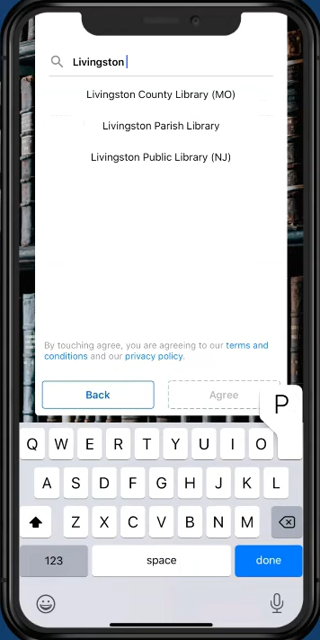 Livingston
Livingston County Library (MO)
Livingston Parish Library
Livingston Public Library (NJ)
By touching agree, you are agreeing to our terms and
conditions and our privacy policy.
Back Agree
P
Q W E R T Y U I O
A S D F G H J K L
Z X C V B N M
123 space done